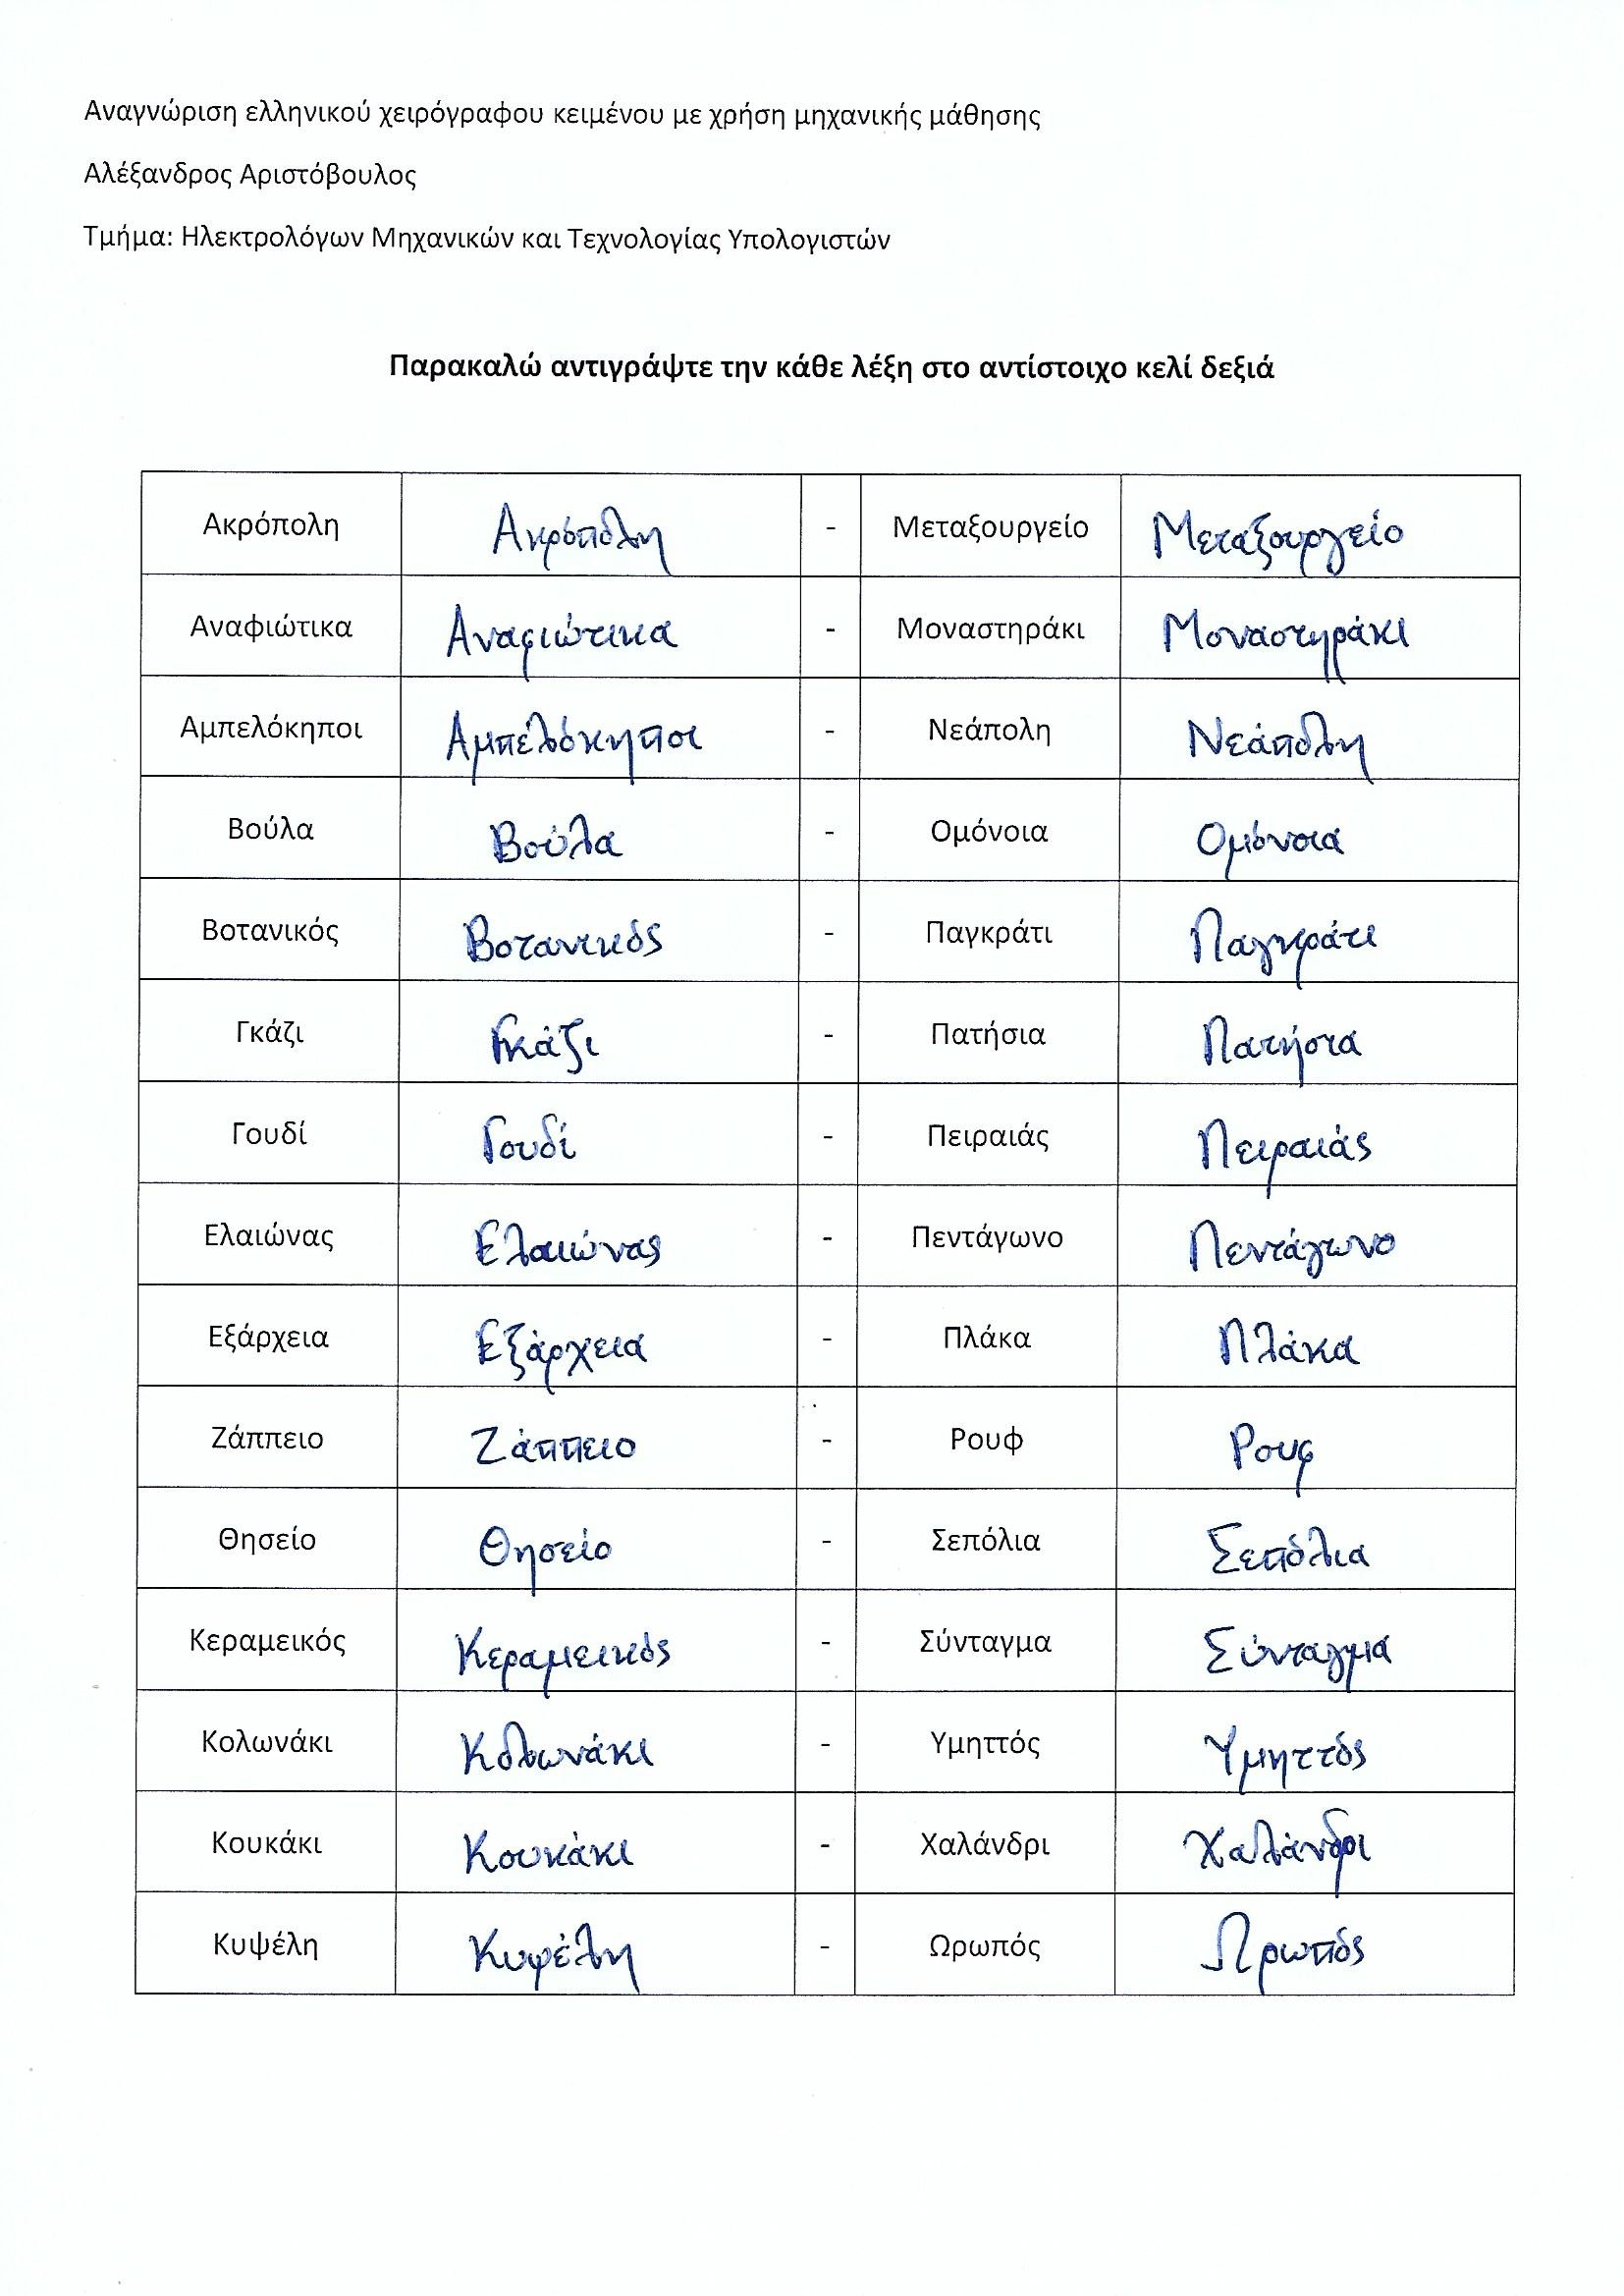 Αναγνώριση ελληνικού χειρόγραφου κειμένου με χρήση μηχανικής μάθησης
Αλέξανδρος Αριστόβουλος
Τμήμα: Ηλεκτρολόγων Μηχανικών και Τεχνολογίας Υπολογιστών
Παρακαλώ αντιγράψτε την κάθε λέξη στο αντίστοιχο κελί δεξιά
Ακρόπολη Ακρόπολη - Μεταξουργείο Μεταξουργείο
Αναφιώτικα Αναφιώτικα - Μοναστηράκι Μοναστηράκι
Αμπελόκηποι Αμπελόκηποι - Νεάπολη Νεάπολη
Βούλα Βούλα - Ομόνοια Ομόνοια
Βοτανικός Βοτανικός - Παγκράτι Παγκράτι
Γκάζι Γκάζι - Πατήσια Πατήσια
Γουδί Γουδί - Πειραιάς Πειραιάς
Ελαιώνας Ελαιώνας - Πεντάγωνο Πεντάγωνο
Εξάρχεια Εξάρχεια - Πλάκα Πλάκα
Ζάππειο Ζάππειο - Ρουφ Ρουφ
Θησείο Θησείο - Σεπόλια Σεπόλια
Κεραμεικός Κεραμεικός - Σύνταγμα Σύνταγμα
Κολωνάκι Κολωνάκι - Υμηττός Υμηττός
Κουκάκι Κουκάκι - Χαλάνδρι Χαλάνδρι
Κυψέλη Κυψέλη - Ωρωπός Ωρωπός